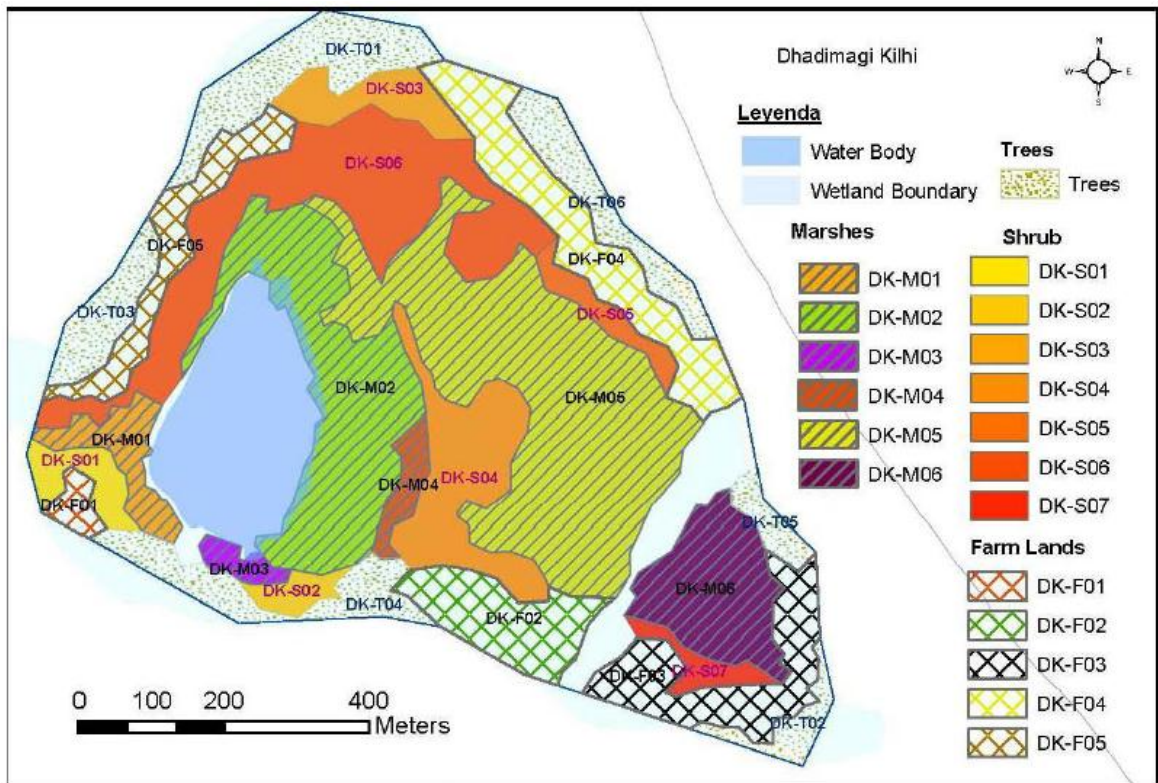 Dhadimagi Kilhi
N
W E
S
Leyenda
Water Body
Wetland Boundary
Trees
Trees
Marshes
DK-M01
DK-M02
DK-M03
DK-M04
DK-M05
DK-M06
Shrub
DK-S01
DK-S02
DK-S03
DK-S04
DK-S05
DK-S06
DK-S07
Farm Lands
DK-F01
DK-F02
DK-F03
DK-F04
DK-F05
DK-T01
DK-S03
DK-S06
DK-T06
DK-F05
DK-F04
DK-T03
DK-S05
DK-M02
DK-M05
DK-M01
DK-S01
DK-S04
DK-M04
DK-F01
DK-T05
DK-M03
DK-S02
DK-M06
DK-T04
DK-F02
DK-F03
DK-S07
DK-T02
0 100 200 400
Meters